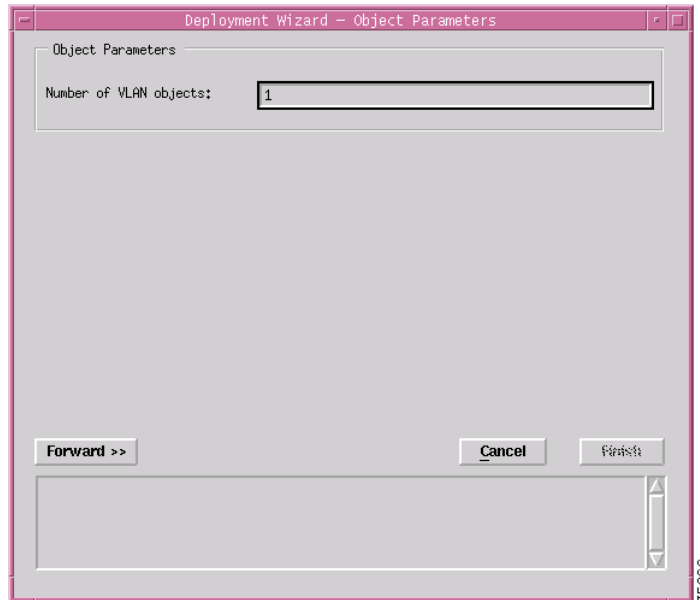 Deployment Wizard – Object Parameters
Object Parameters
Number of VLAN objects:
1
Forward >>
Cancel
Finish